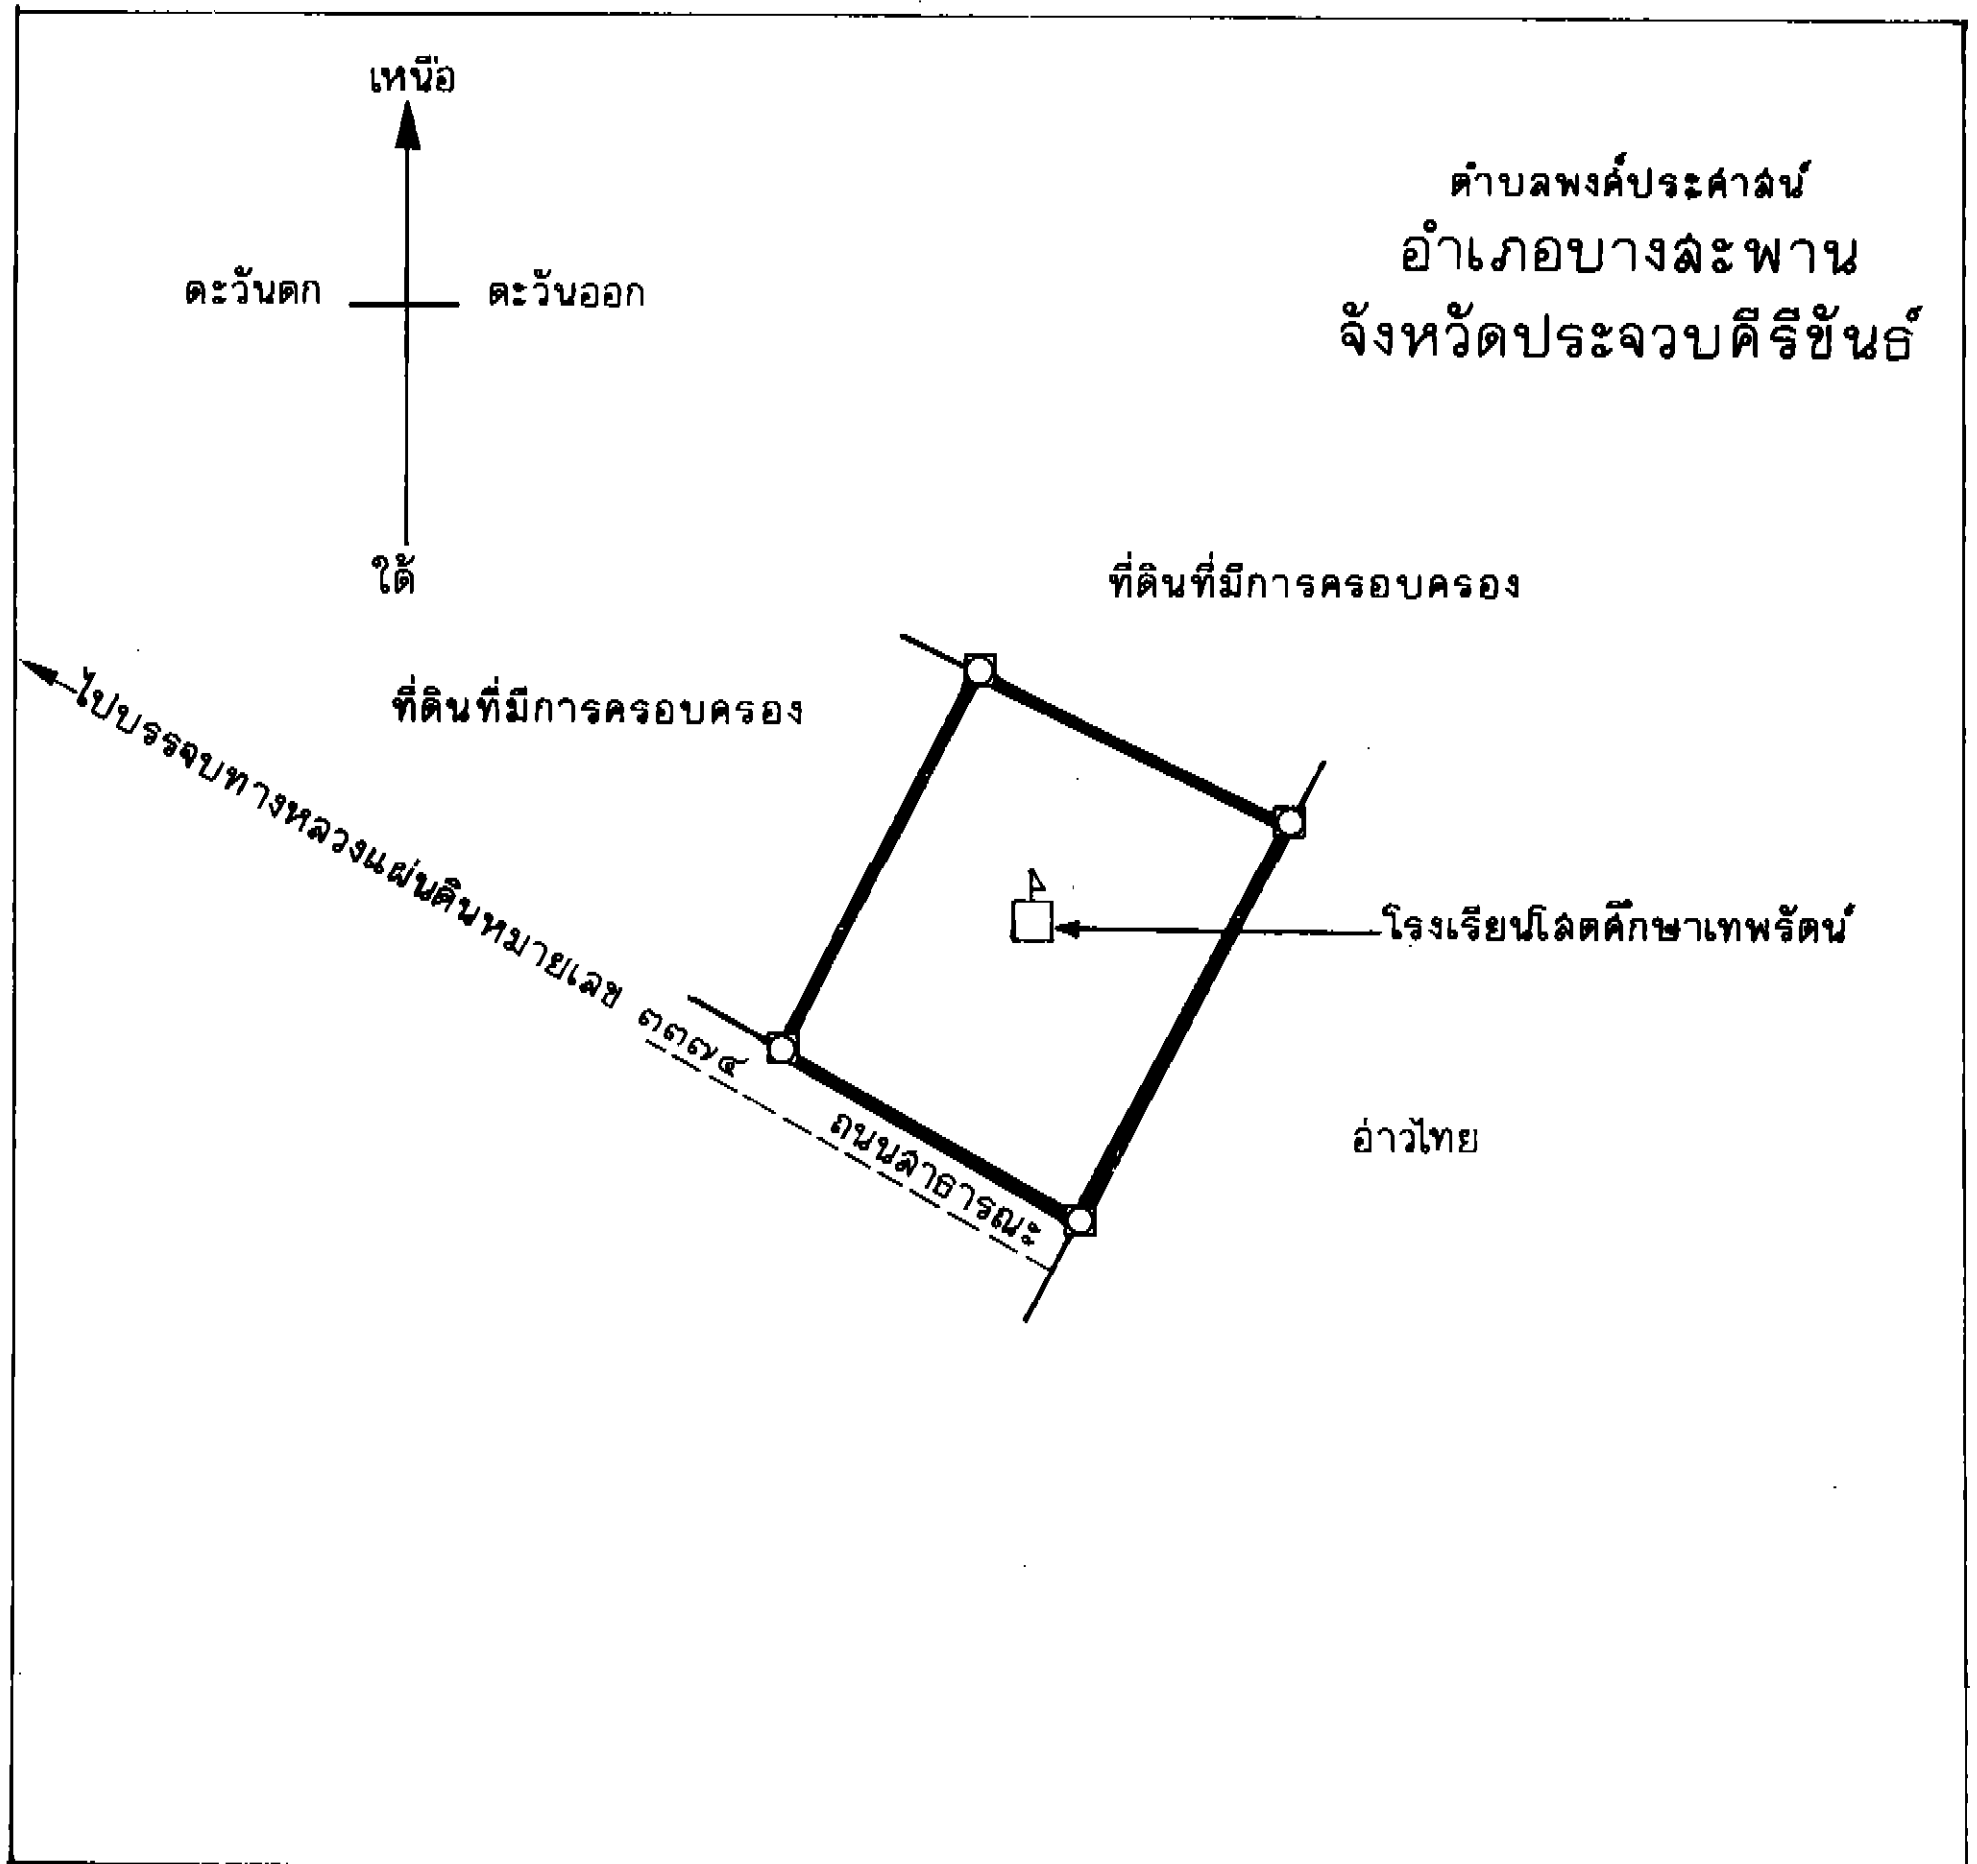 เหนือ
ตำบลพงศ์ประศาสน์
อำเภอบางสะพาน
จังหวัดประจวบคีรีขันธ์
ตะวันตก
ตะวันออก
ใต้
ที่ดินที่มีการครอบครอง
ที่ดินที่มีการครอบครอง
ไปบรรจบทางหลวงแผ่นดินหมายเลข ๓๓๗๔
โรงเรียนโสตศึกษาเทพรัตน์
ถนนสาธารณะ
อ่าวไทย